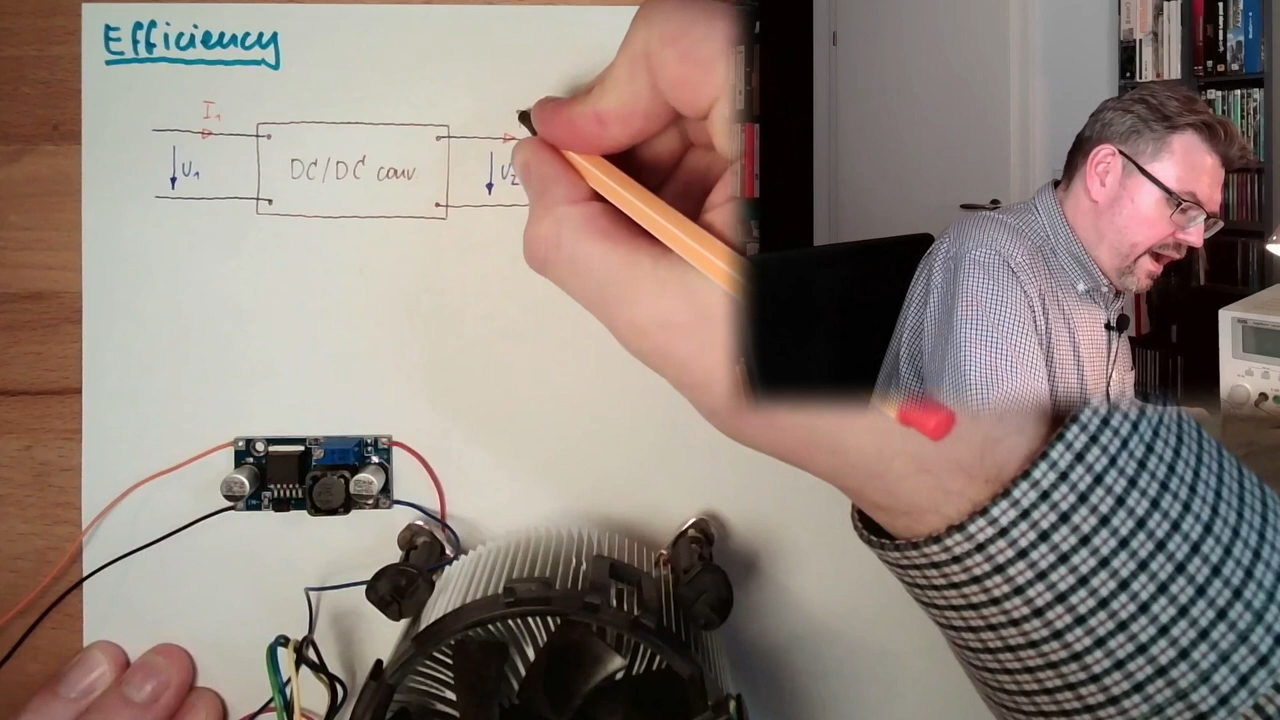 Efficiency
I₁
DC/DC conv
U₁
U₂